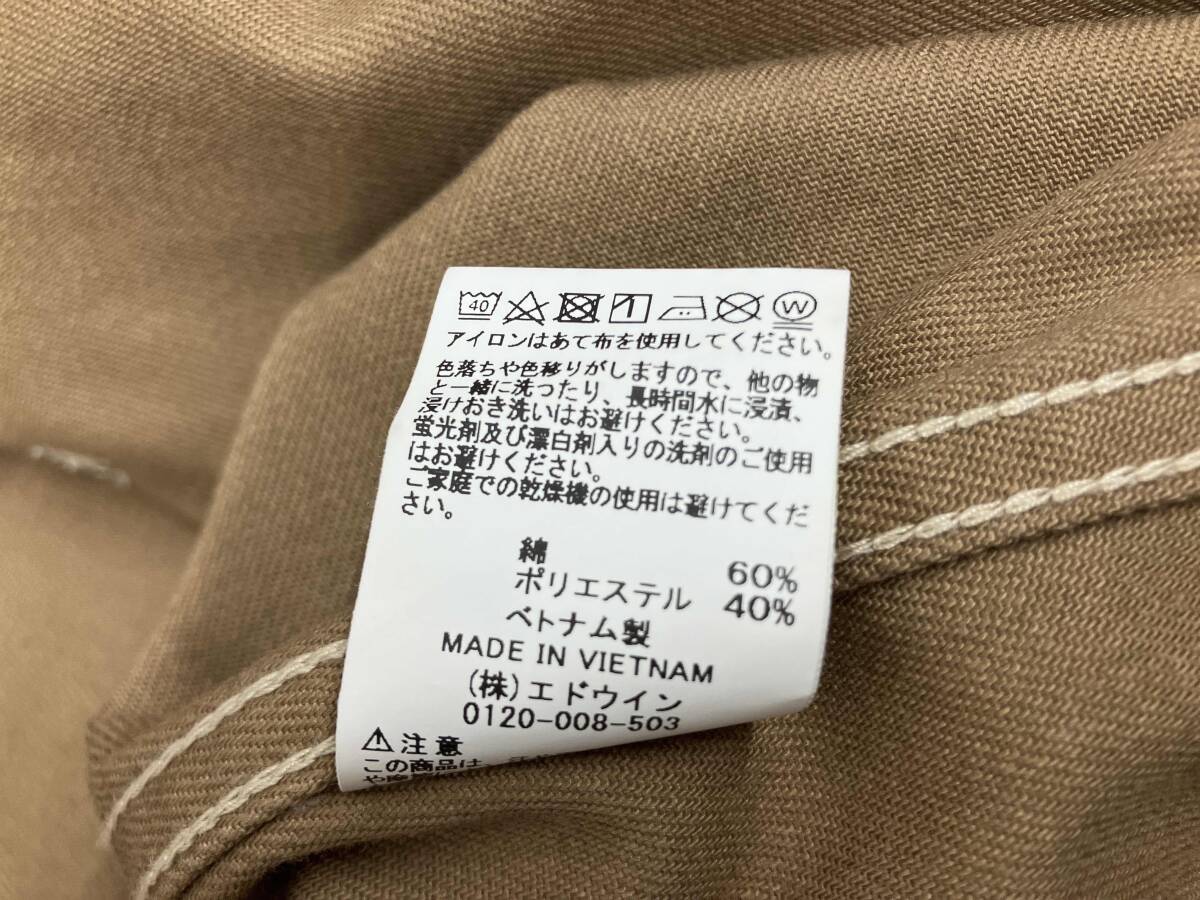 40 W
アイロンはあて布を使用してください。
色落ちや色移りがしますので、他の物
と一緒に洗ったり、長時間水に浸漬、
浸けおき洗いはお避けください。
蛍光剤及び漂白剤入りの洗剤のご使用
はお避けください。
ご家庭での乾燥機の使用は避けてくだ
さい。
綿 60%
ポリエステル 40%
ベトナム製
MADE IN VIETNAM
(株)エドウイン
0120-008-503
⚠注意
この商品は、